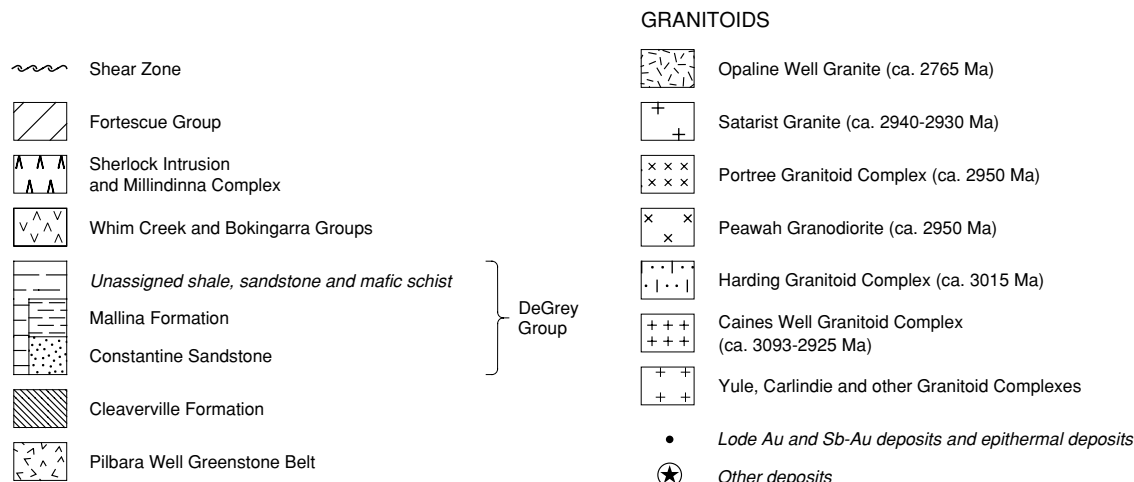 Shear Zone
Fortescue Group
Sherlock Intrusion
and Millindinna Complex
Whim Creek and Bokingarra Groups
Unassigned shale, sandstone and mafic schist
Mallina Formation
Constantine Sandstone
DeGrey
Group
Cleaverville Formation
Pilbara Well Greenstone Belt
GRANITOIDS
Opaline Well Granite (ca. 2765 Ma)
Satarist Granite (ca. 2940-2930 Ma)
Portree Granitoid Complex (ca. 2950 Ma)
Peawah Granodiorite (ca. 2950 Ma)
Harding Granitoid Complex (ca. 3015 Ma)
Caines Well Granitoid Complex
(ca. 3093-2925 Ma)
Yule, Carlindie and other Granitoid Complexes
Lode Au and Sb-Au deposits and epithermal deposits
Other deposits